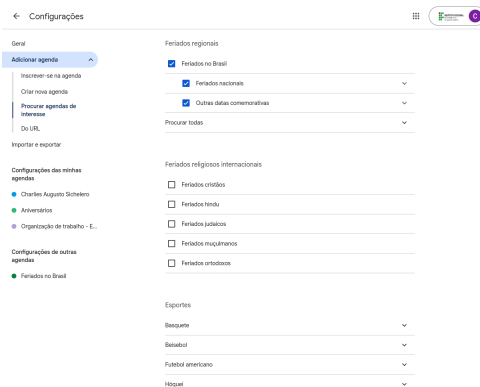 Configurações
C
Geral
Adicionar agenda
Inscrever-se na agenda
Criar nova agenda
Procurar agendas de
interesse
Do URL
Importar e exportar
Configurações das minhas
agendas
Charlles Augusto Sichelero
Aniversários
Organização de trabalho - E...
Configurações de outras
agendas
Feriados no Brasil
Feriados regionais
Feriados no Brasil
Feriados nacionais
Outras datas comemorativas
Procurar todas
Feriados religiosos internacionais
Feriados cristãos
Feriados hindu
Feriados judaicos
Feriados muçulmanos
Feriados ortodoxos
Esportes
Basquete
Beisebol
Futebol americano
Hóquei